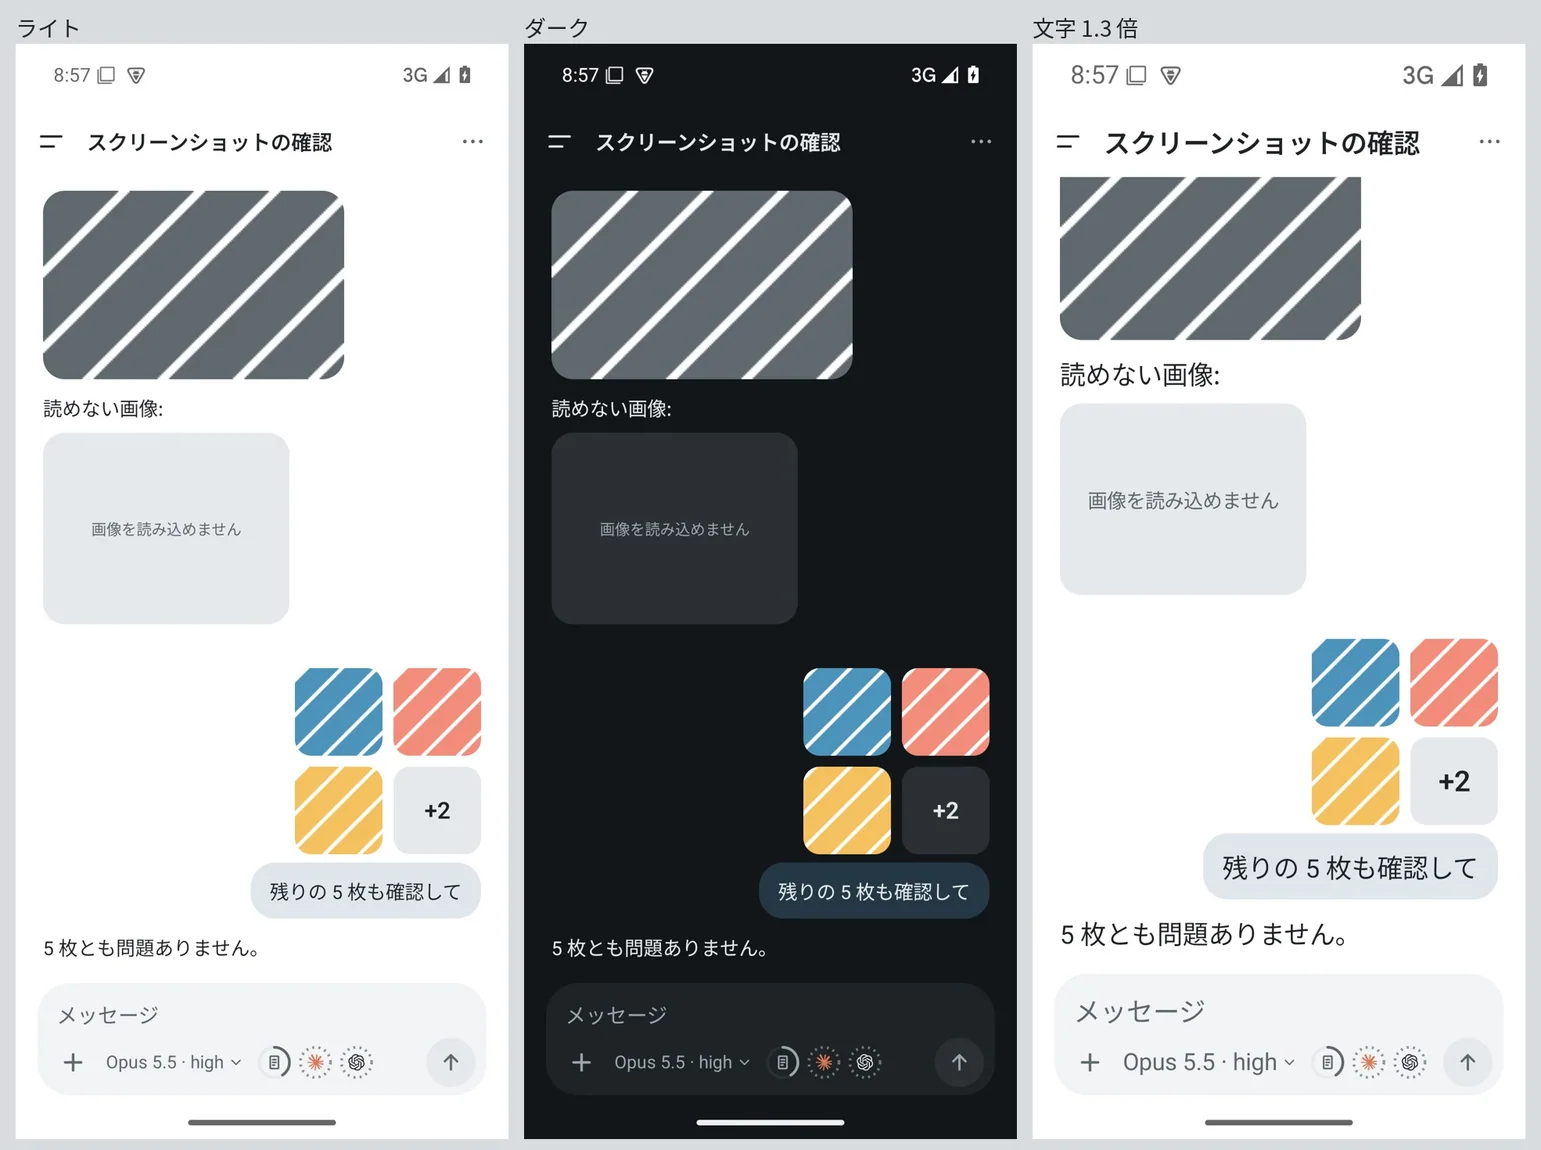 ライト
8:57
3G
スクリーンショットの確認
読めない画像:
画像を読み込めません
+2
残りの 5 枚も確認して
5 枚とも問題ありません。
メッセージ
Opus 5.5 · high
ダーク
8:57
3G
スクリーンショットの確認
読めない画像:
画像を読み込めません
+2
残りの 5 枚も確認して
5 枚とも問題ありません。
メッセージ
Opus 5.5 · high
文字 1.3 倍
8:57
3G
スクリーンショットの確認
読めない画像:
画像を読み込めません
+2
残りの 5 枚も確認して
5 枚とも問題ありません。
メッセージ
Opus 5.5 · high